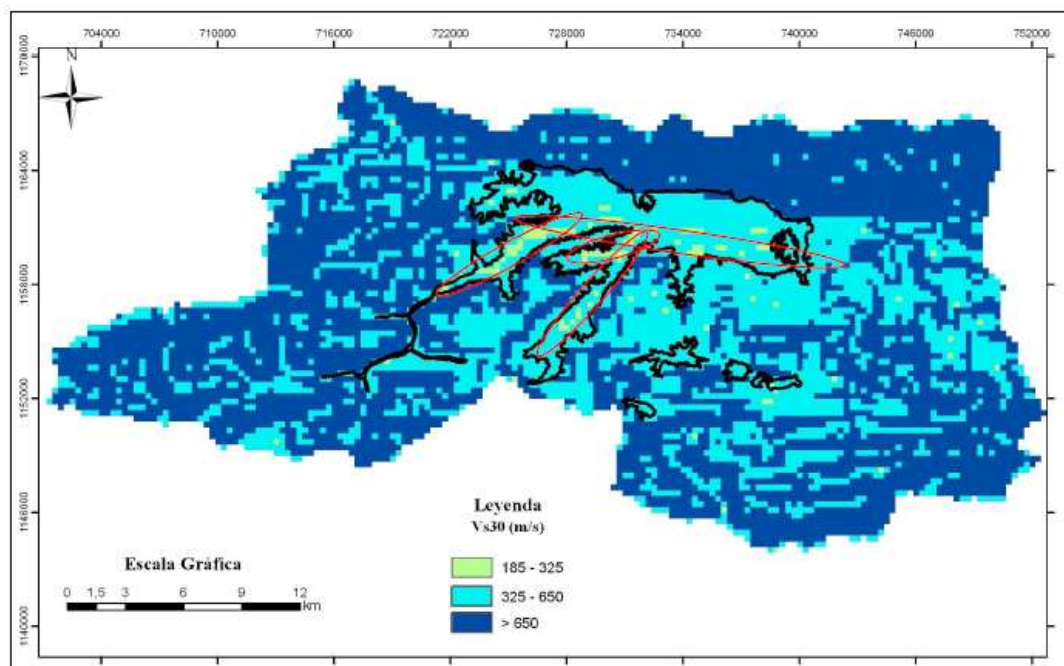 704000 710000 716000 722000 728000 734000 740000 746000 752000
N
1170000
1164000
1158000
1152000
1146000
1140000
Leyenda
Vs30 (m/s)
185 - 325
325 - 650
> 650
Escala Gráfica
0 1,5 3 6 9 12
km